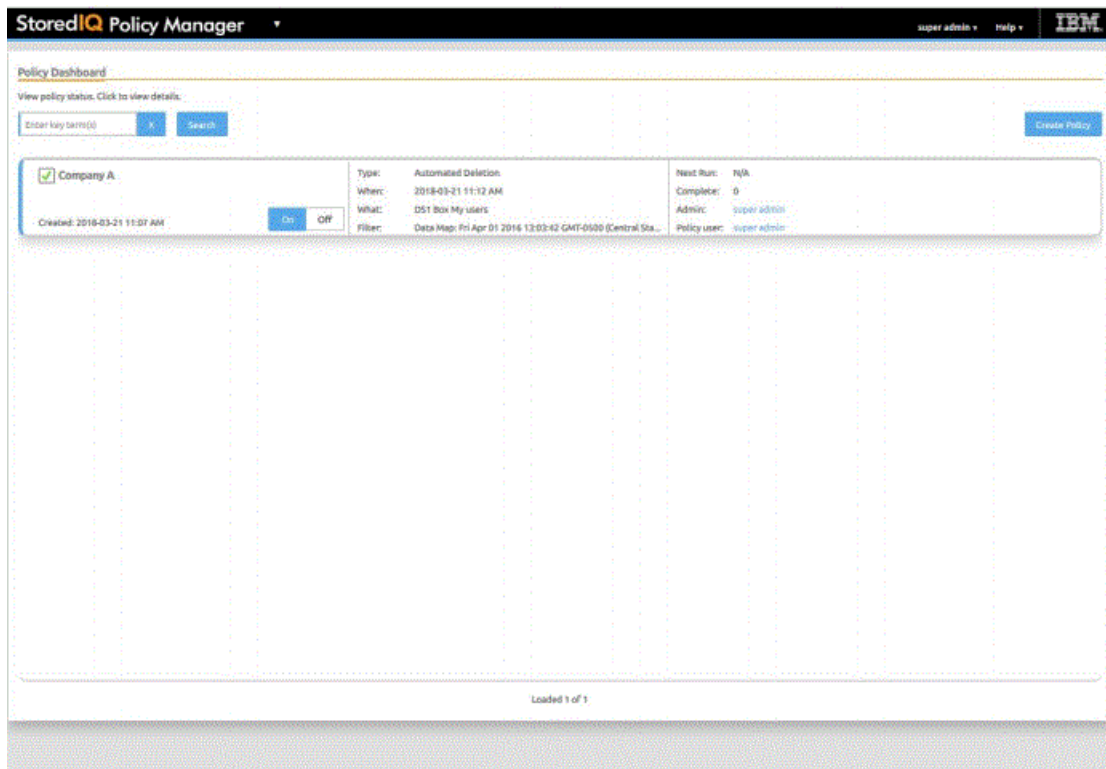 StoredIQ Policy Manager ▼ super admin ▾ Help ▾ IBM
Policy Dashboard
View policy status. Click to view details.
Enter key term(s) X Search Create Policy
Company A
Created: 2018-03-21 11:07 AM
On Off
Type: Automated Deletion
When: 2018-03-21 11:12 AM
What: DS1 Box My users
Filter: Data Map: Fri Apr 01 2016 13:03:42 GMT-0500 (Central Sta...
Next Run: N/A
Complete: 0
Admin: super admin
Policy user: super admin
Loaded 1 of 1